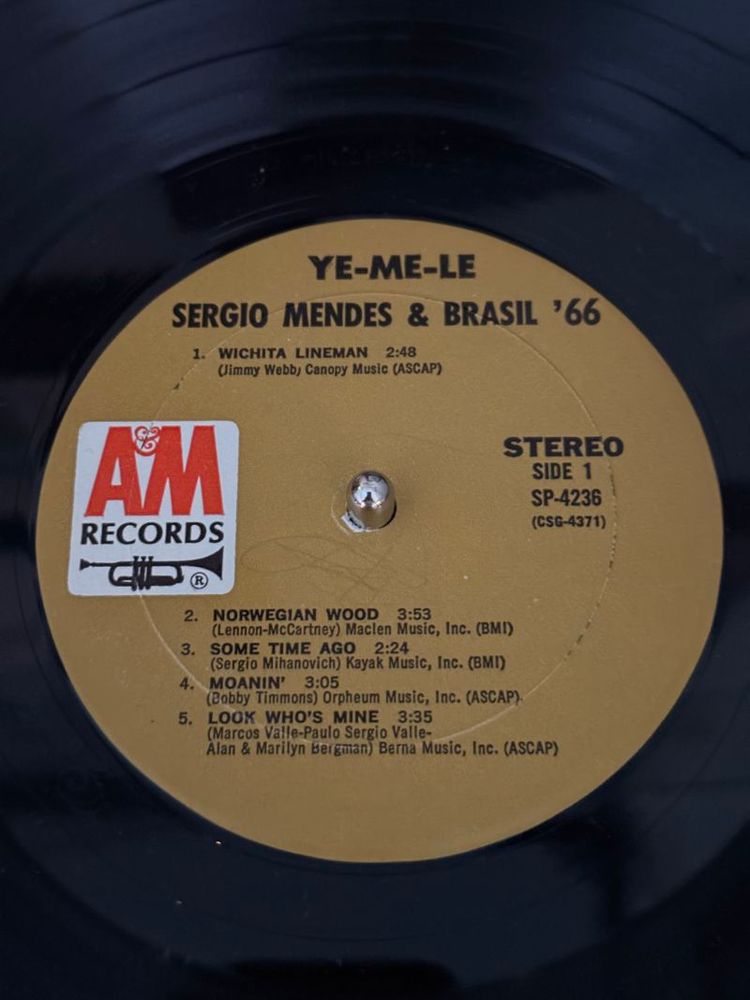 YE-ME-LE
SERGIO MENDES & BRASIL '66
1. WICHITA LINEMAN 2:48
(Jimmy Webb) Canopy Music (ASCAP)
A&M
RECORDS
®
STEREO
SIDE 1
SP-4236
(CSG-4371)
2. NORWEGIAN WOOD 3:53
(Lennon-McCartney) Maclen Music, Inc. (BMI)
3. SOME TIME AGO 2:24
(Sergio Mihanovich) Kayak Music, Inc. (BMI)
4. MOANIN' 3:05
(Bobby Timmons) Orpheum Music, Inc. (ASCAP)
5. LOOK WHO'S MINE 3:35
(Marcos Valle-Paulo Sergio Valle-
Alan & Marilyn Bergman) Berna Music, Inc. (ASCAP)